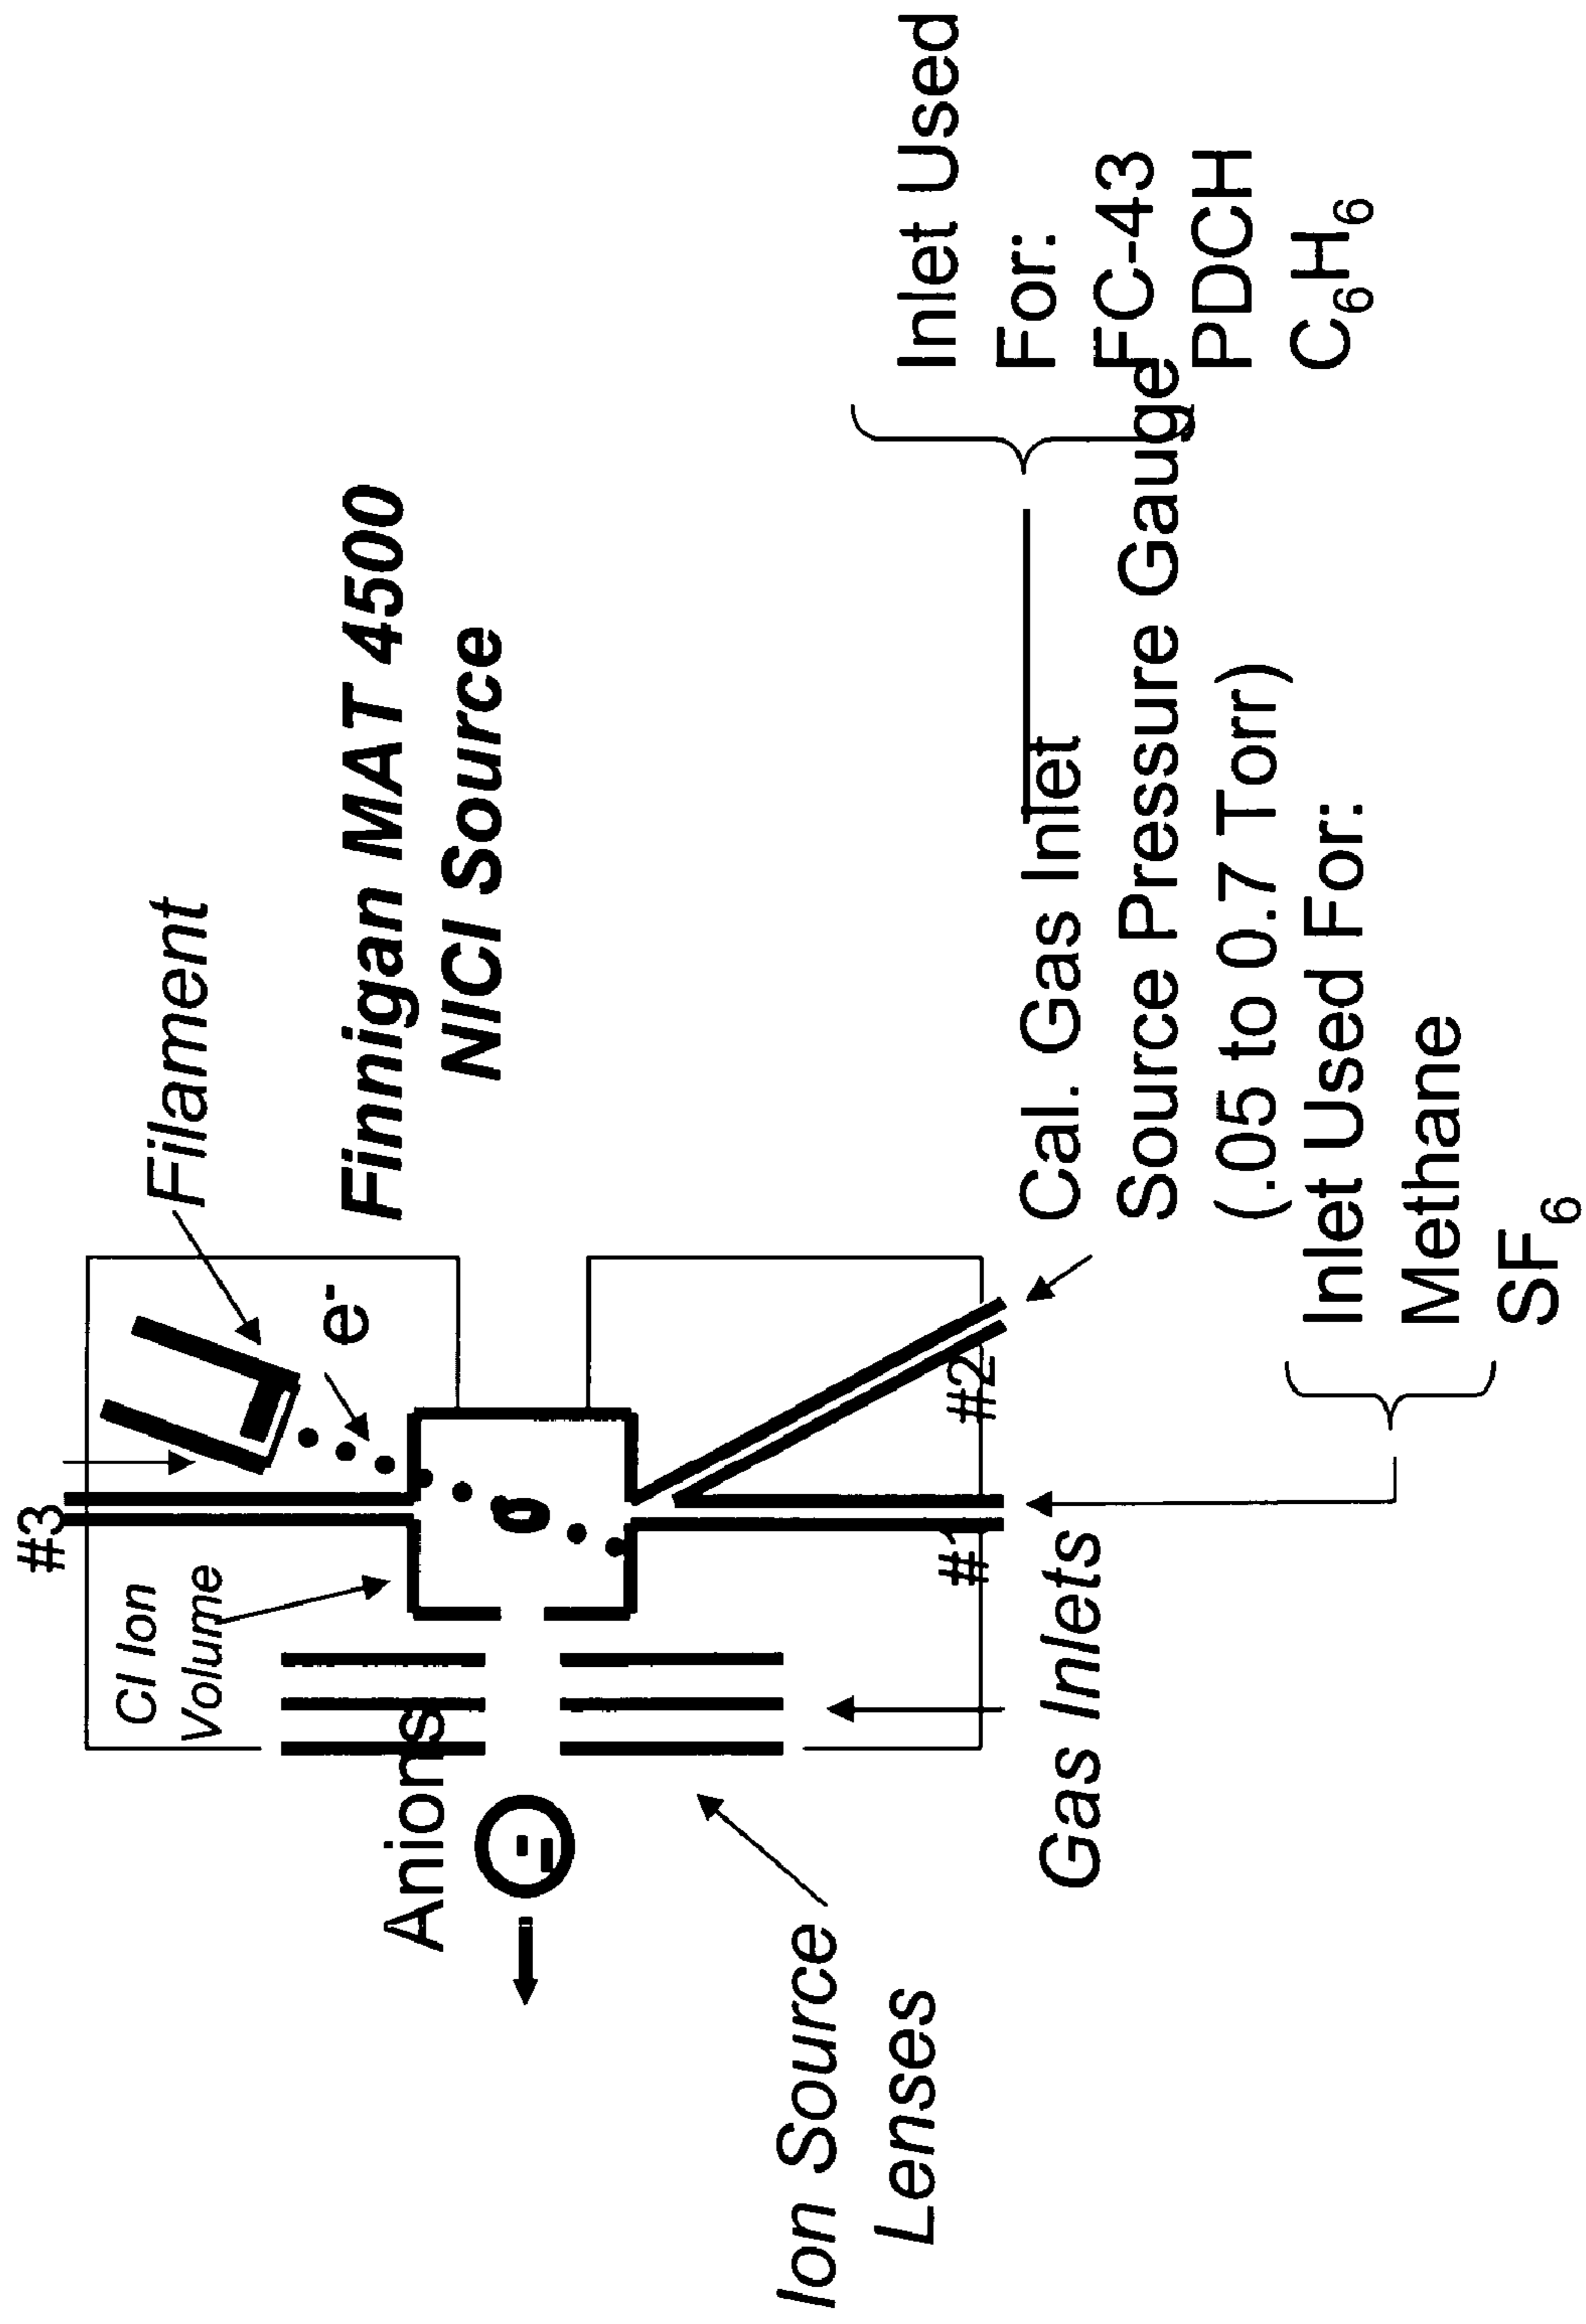 #3
Filament
CI Ion
Volume
e-
Finnigan MAT 4500
NICI Source
Anions
#1
#2
Ion Source
Lenses
Gas Inlets
Cal. Gas Inlet
Source Pressure Gauge
(.05 to 0.7 Torr)
Inlet Used For:
Methane
SF6
Inlet Used
For:
FC-43
PDCH
C6H6